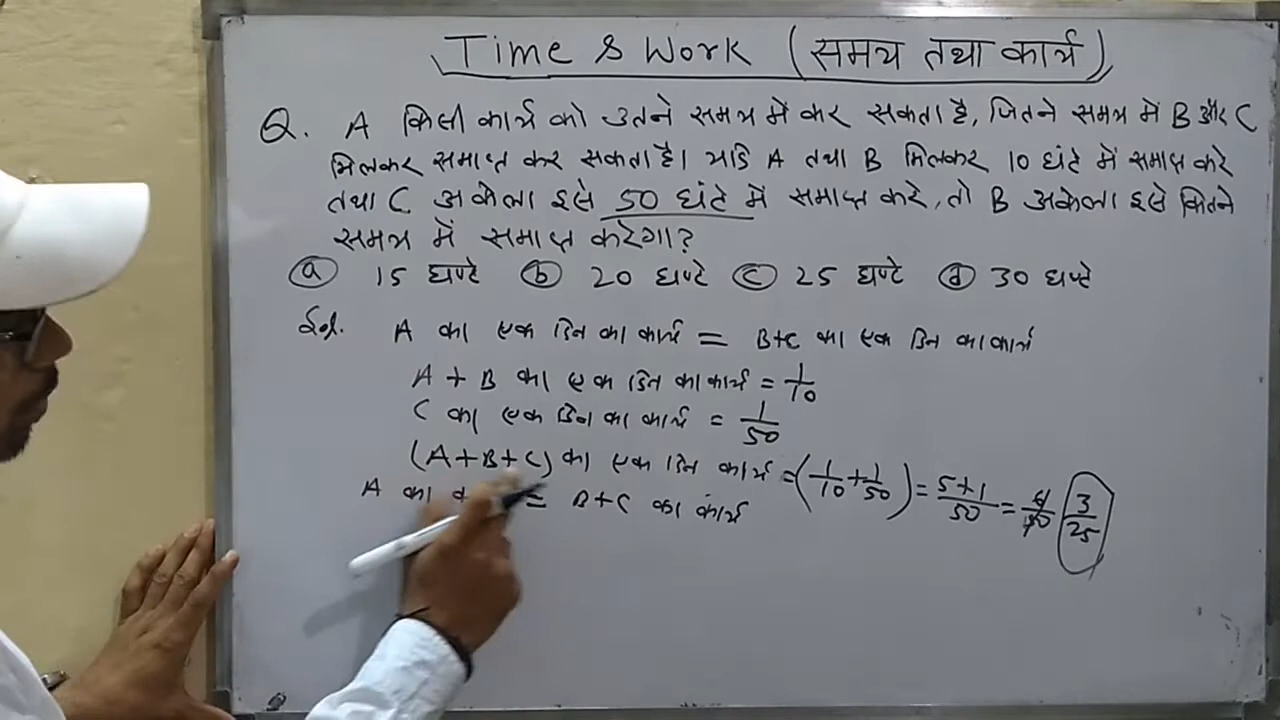 Time & Work (समय तथा कार्य)
Q. A किसी कार्य को उतने समय में कर सकता है, जितने समय में B और C
मिलकर समाप्त कर सकता है। यदि A तथा B मिलकर 10 घंटे में समाप्त करे
तथा C अकेला इसे 50 घंटे में समाप्त करे, तो B अकेला इसे कितने
समय में समाप्त करेगा?
(a) 15 घण्टे (b) 20 घण्टे (c) 25 घण्टे (d) 30 घण्टे
Sol. A का एक दिन का कार्य = B+C का एक दिन का कार्य
A + B का एक दिन का कार्य = 1/10
C का एक दिन का कार्य = 1/50
(A+B+C) का एक दिन कार्य = (1/10 + 1/50) = 5+1/50 = 6/50 3/25
A का = B+C का कार्य